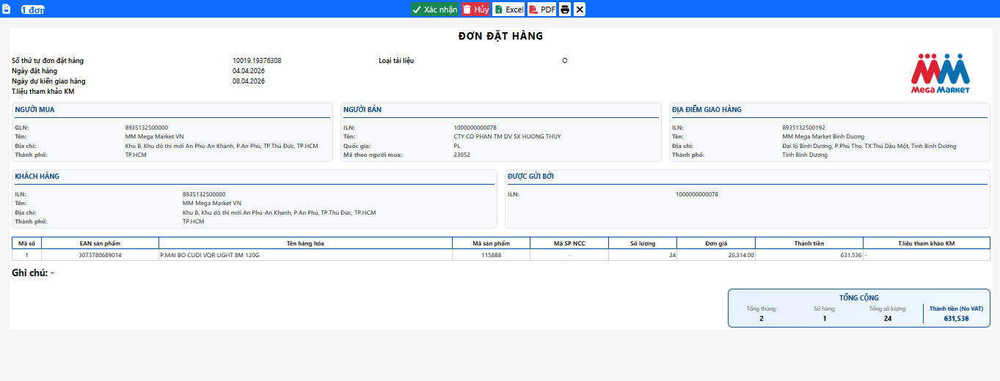 1 đơn
Xác nhận Hủy Excel PDF
ĐƠN ĐẶT HÀNG
Số thứ tự đơn đặt hàng 10019.19376308 Loại tài liệu O
Ngày đặt hàng 04.04.2026
Ngày dự kiến giao hàng 08.04.2026
T.liệu tham khảo KM
MEGA MARKET
NGƯỜI MUA
GLN: 8935132500000
Tên: MM Mega Market VN
Địa chỉ: Khu B, Khu đô thị mới An Phú-An Khánh, P.An Phú, TP.Thủ Đức, TP.HCM
Thành phố: TP.HCM
NGƯỜI BÁN
ILN: 1000000000078
Tên: CTY CO PHAN TM DV SX HUONG THUY
Quốc gia: PL
Mã theo người mua: 23052
ĐỊA ĐIỂM GIAO HÀNG
ILN: 8935132500192
Tên: MM Mega Market Binh Duong
Địa chỉ: Đại lộ Bình Dương, P.Phú Thọ, TX.Thủ Dầu Một, Tỉnh Bình Dương
Thành phố: Tỉnh Bình Dương
KHÁCH HÀNG
ILN: 8935132500000
Tên: MM Mega Market VN
Địa chỉ: Khu B, Khu đô thị mới An Phú-An Khánh, P.An Phú, TP.Thủ Đức, TP.HCM
Thành phố: TP.HCM
ĐƯỢC GỬI BỞI
ILN: 1000000000078
Mã số EAN sản phẩm Tên hàng hóa Mã sản phẩm Mã SP NCC Số lượng Đơn giá Thành tiền T.liệu tham khảo KM
1 3073780689014 P.MAI BO CUOI VQR LIGHT 8M 120G 115888 - 24 26,314.00 631,536 -
Ghi chú: -
TỔNG CỘNG
Tổng thùng: Số hàng: Tổng số lượng: Thành tiền (No VAT)
2 1 24 631,536